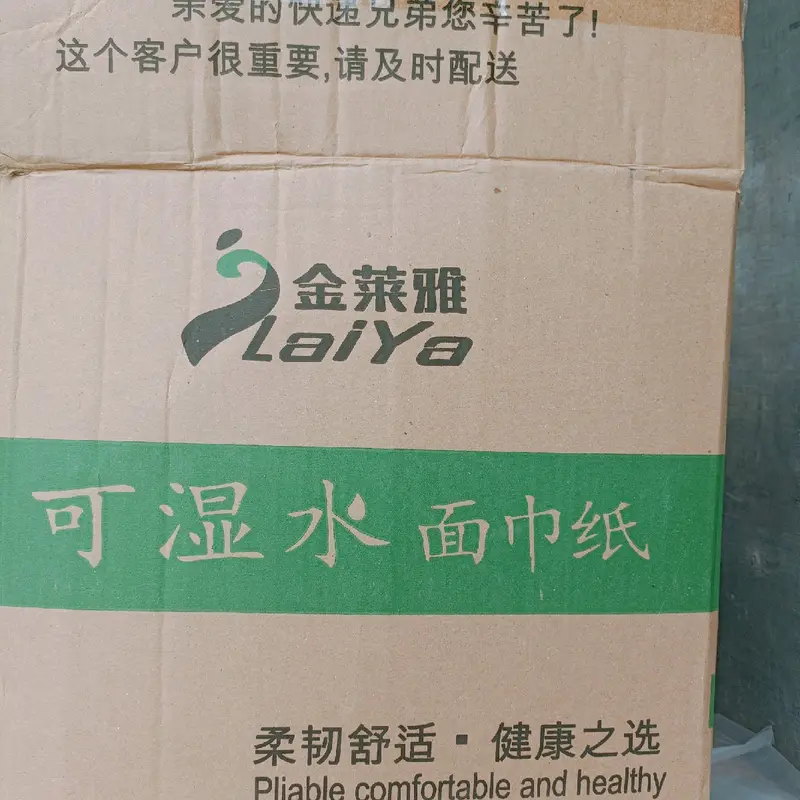 亲爱的快递兄弟您辛苦了!
这个客户很重要,请及时配送
金莱雅
LaiYa
可湿水 面巾纸
柔韧舒适·健康之选
Pliable comfortable and healthy